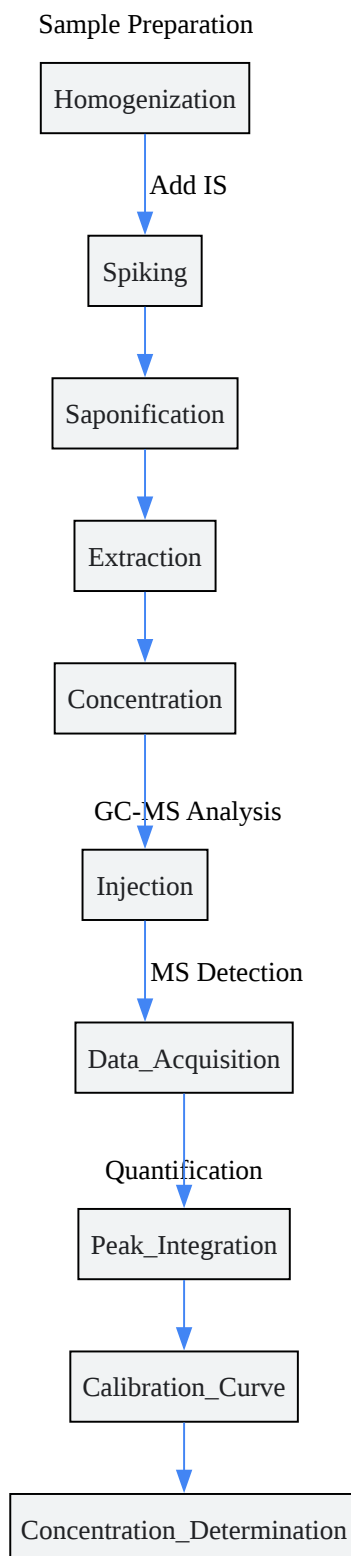 Sample Preparation
Homogenization
Add IS
Spiking
Saponification
Extraction
Concentration
GC-MS Analysis
Injection
MS Detection
Data_Acquisition
Quantification
Peak_Integration
Calibration_Curve
Concentration_Determination